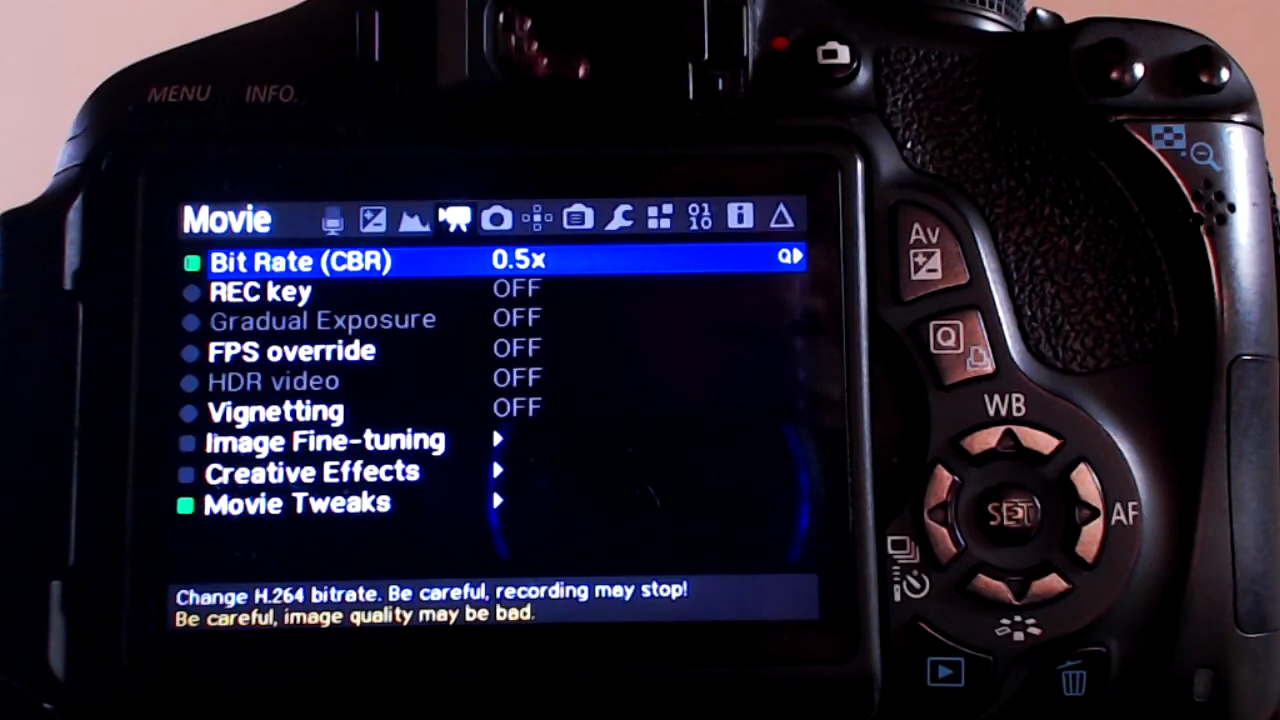 MENU INFO.
Movie
01
10
Bit Rate (CBR) 0.5x Q
REC key OFF
Gradual Exposure OFF
FPS override OFF
HDR video OFF
Vignetting OFF
Image Fine-tuning
Creative Effects
Movie Tweaks
Change H.264 bitrate. Be careful, recording may stop!
Be careful, image quality may be bad.
Av
Q
WB
SET
AF